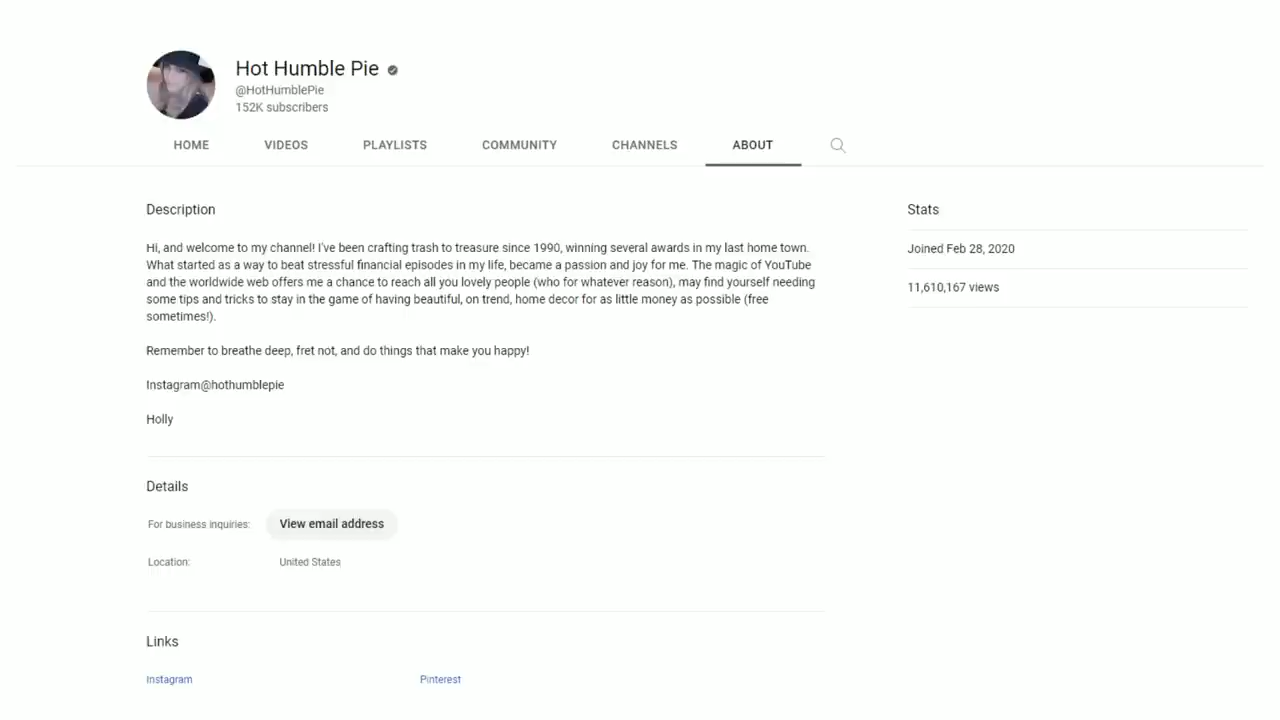 Hot Humble Pie
@HotHumblePie
152K subscribers
HOME VIDEOS PLAYLISTS COMMUNITY CHANNELS ABOUT
Description
Hi, and welcome to my channel! I've been crafting trash to treasure since 1990, winning several awards in my last home town.
What started as a way to beat stressful financial episodes in my life, became a passion and joy for me. The magic of YouTube
and the worldwide web offers me a chance to reach all you lovely people (who for whatever reason), may find yourself needing
some tips and tricks to stay in the game of having beautiful, on trend, home decor for as little money as possible (free
sometimes!).
Remember to breathe deep, fret not, and do things that make you happy!
Instagram@hothumblepie
Holly
Details
For business inquiries: View email address
Location: United States
Links
Instagram Pinterest
Stats
Joined Feb 28, 2020
11,610,167 views